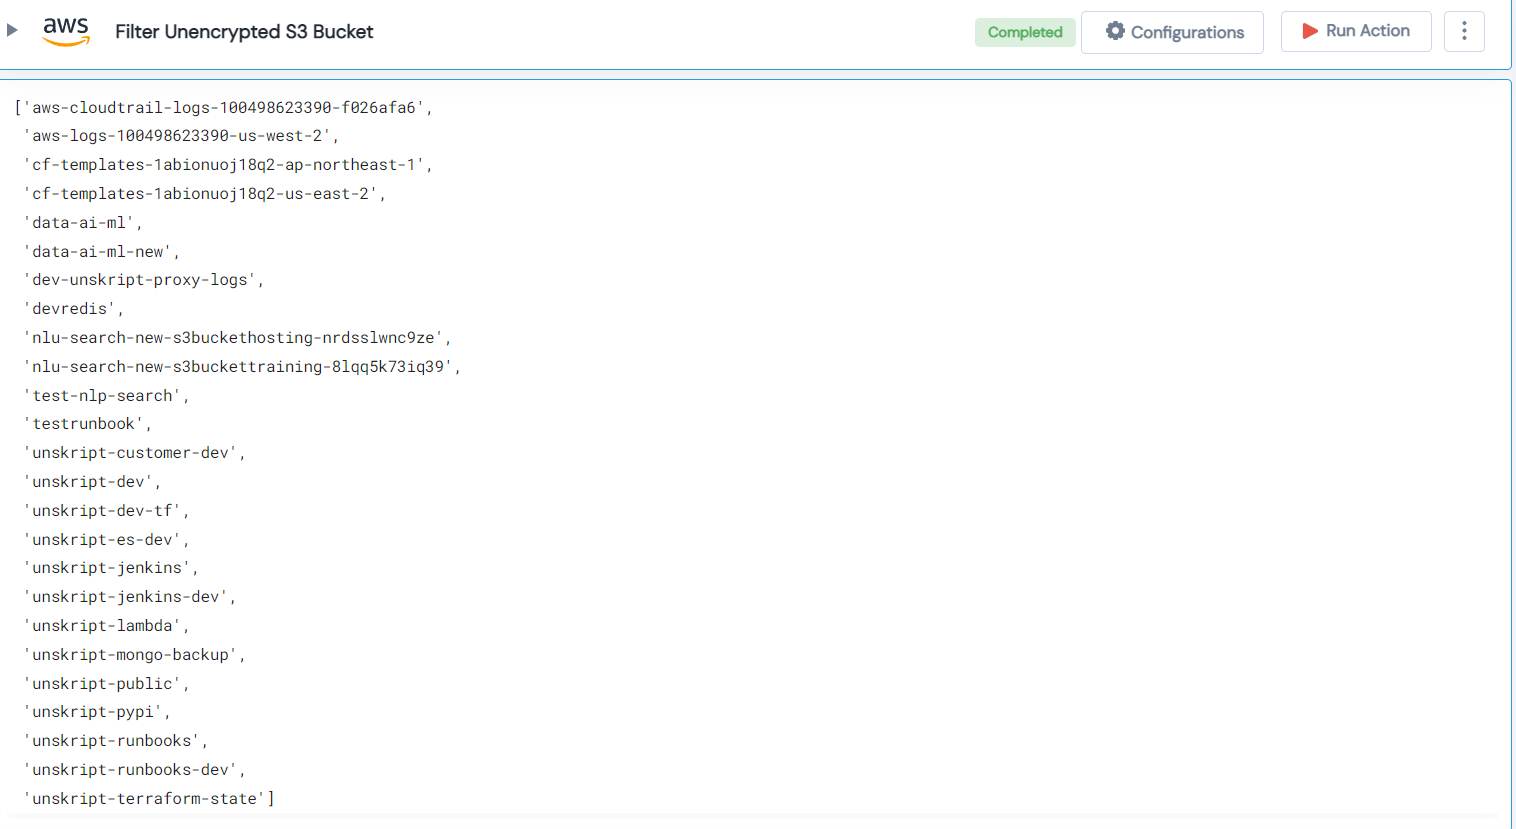 aws Filter Unencrypted S3 Bucket Completed Configurations Run Action
['aws-cloudtrail-logs-100498623390-f026afa6',
'aws-logs-100498623390-us-west-2',
'cf-templates-1abionuoj18q2-ap-northeast-1',
'cf-templates-1abionuoj18q2-us-east-2',
'data-ai-ml',
'data-ai-ml-new',
'dev-unskript-proxy-logs',
'devredis',
'nlu-search-new-s3buckethosting-nrdsslwnc9ze',
'nlu-search-new-s3buckettraining-8lqq5k73iq39',
'test-nlp-search',
'testrunbook',
'unskript-customer-dev',
'unskript-dev',
'unskript-dev-tf',
'unskript-es-dev',
'unskript-jenkins',
'unskript-jenkins-dev',
'unskript-lambda',
'unskript-mongo-backup',
'unskript-public',
'unskript-pypi',
'unskript-runbooks',
'unskript-runbooks-dev',
'unskript-terraform-state']